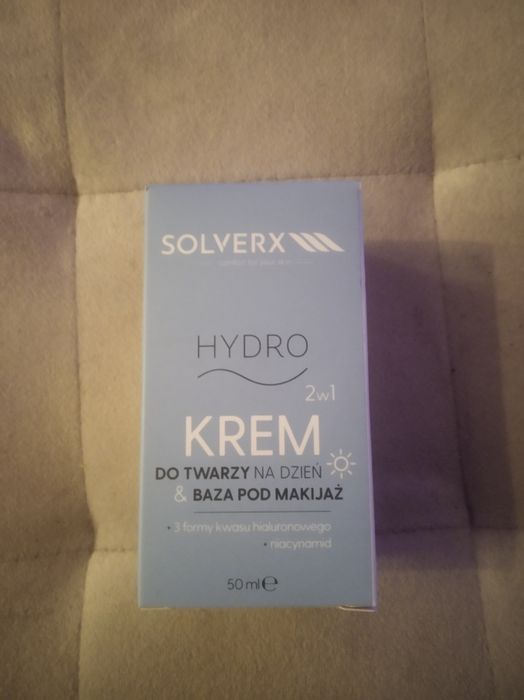 SOLVERX
comfort for your skin
HYDRO
2w1
KREM
DO TWARZY NA DZIEŃ
& BAZA POD MAKIJAŻ
• 3 formy kwasu hialuronowego
• niacynamid
50 ml e